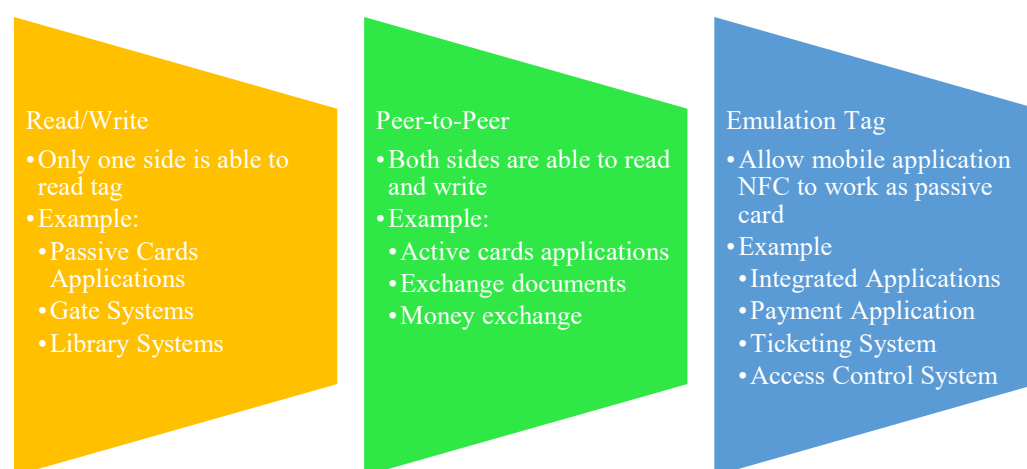 Read/Write
•Only one side is able to
read tag
•Example:
•Passive Cards
Applications
•Gate Systems
•Library Systems
Peer-to-Peer
•Both sides are able to read
and write
•Example:
•Active cards applications
•Exchange documents
•Money exchange
Emulation Tag
•Allow mobile application
NFC to work as passive
card
•Example
•Integrated Applications
•Payment Application
•Ticketing System
•Access Control System